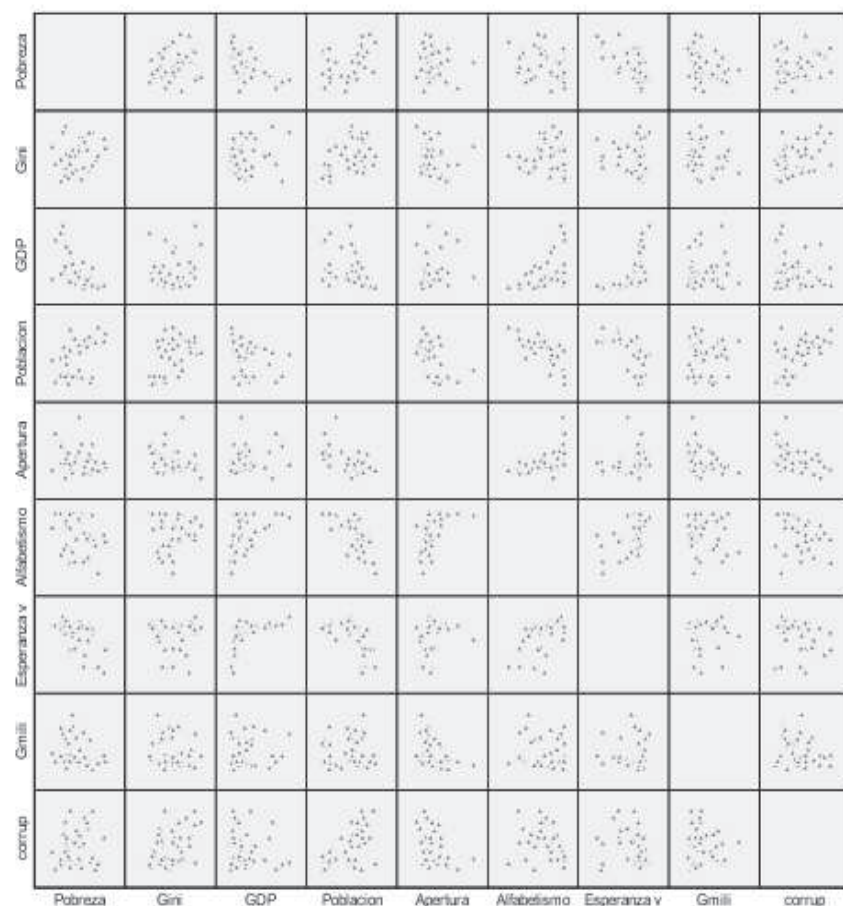 Pobreza
Gini
GDP
Poblacion
Apertura
Alfabetismo
Esperanza v
Gmili
corrup
Pobreza Gini GDP Poblacion Apertura Alfabetismo Esperanza v Gmili corrup